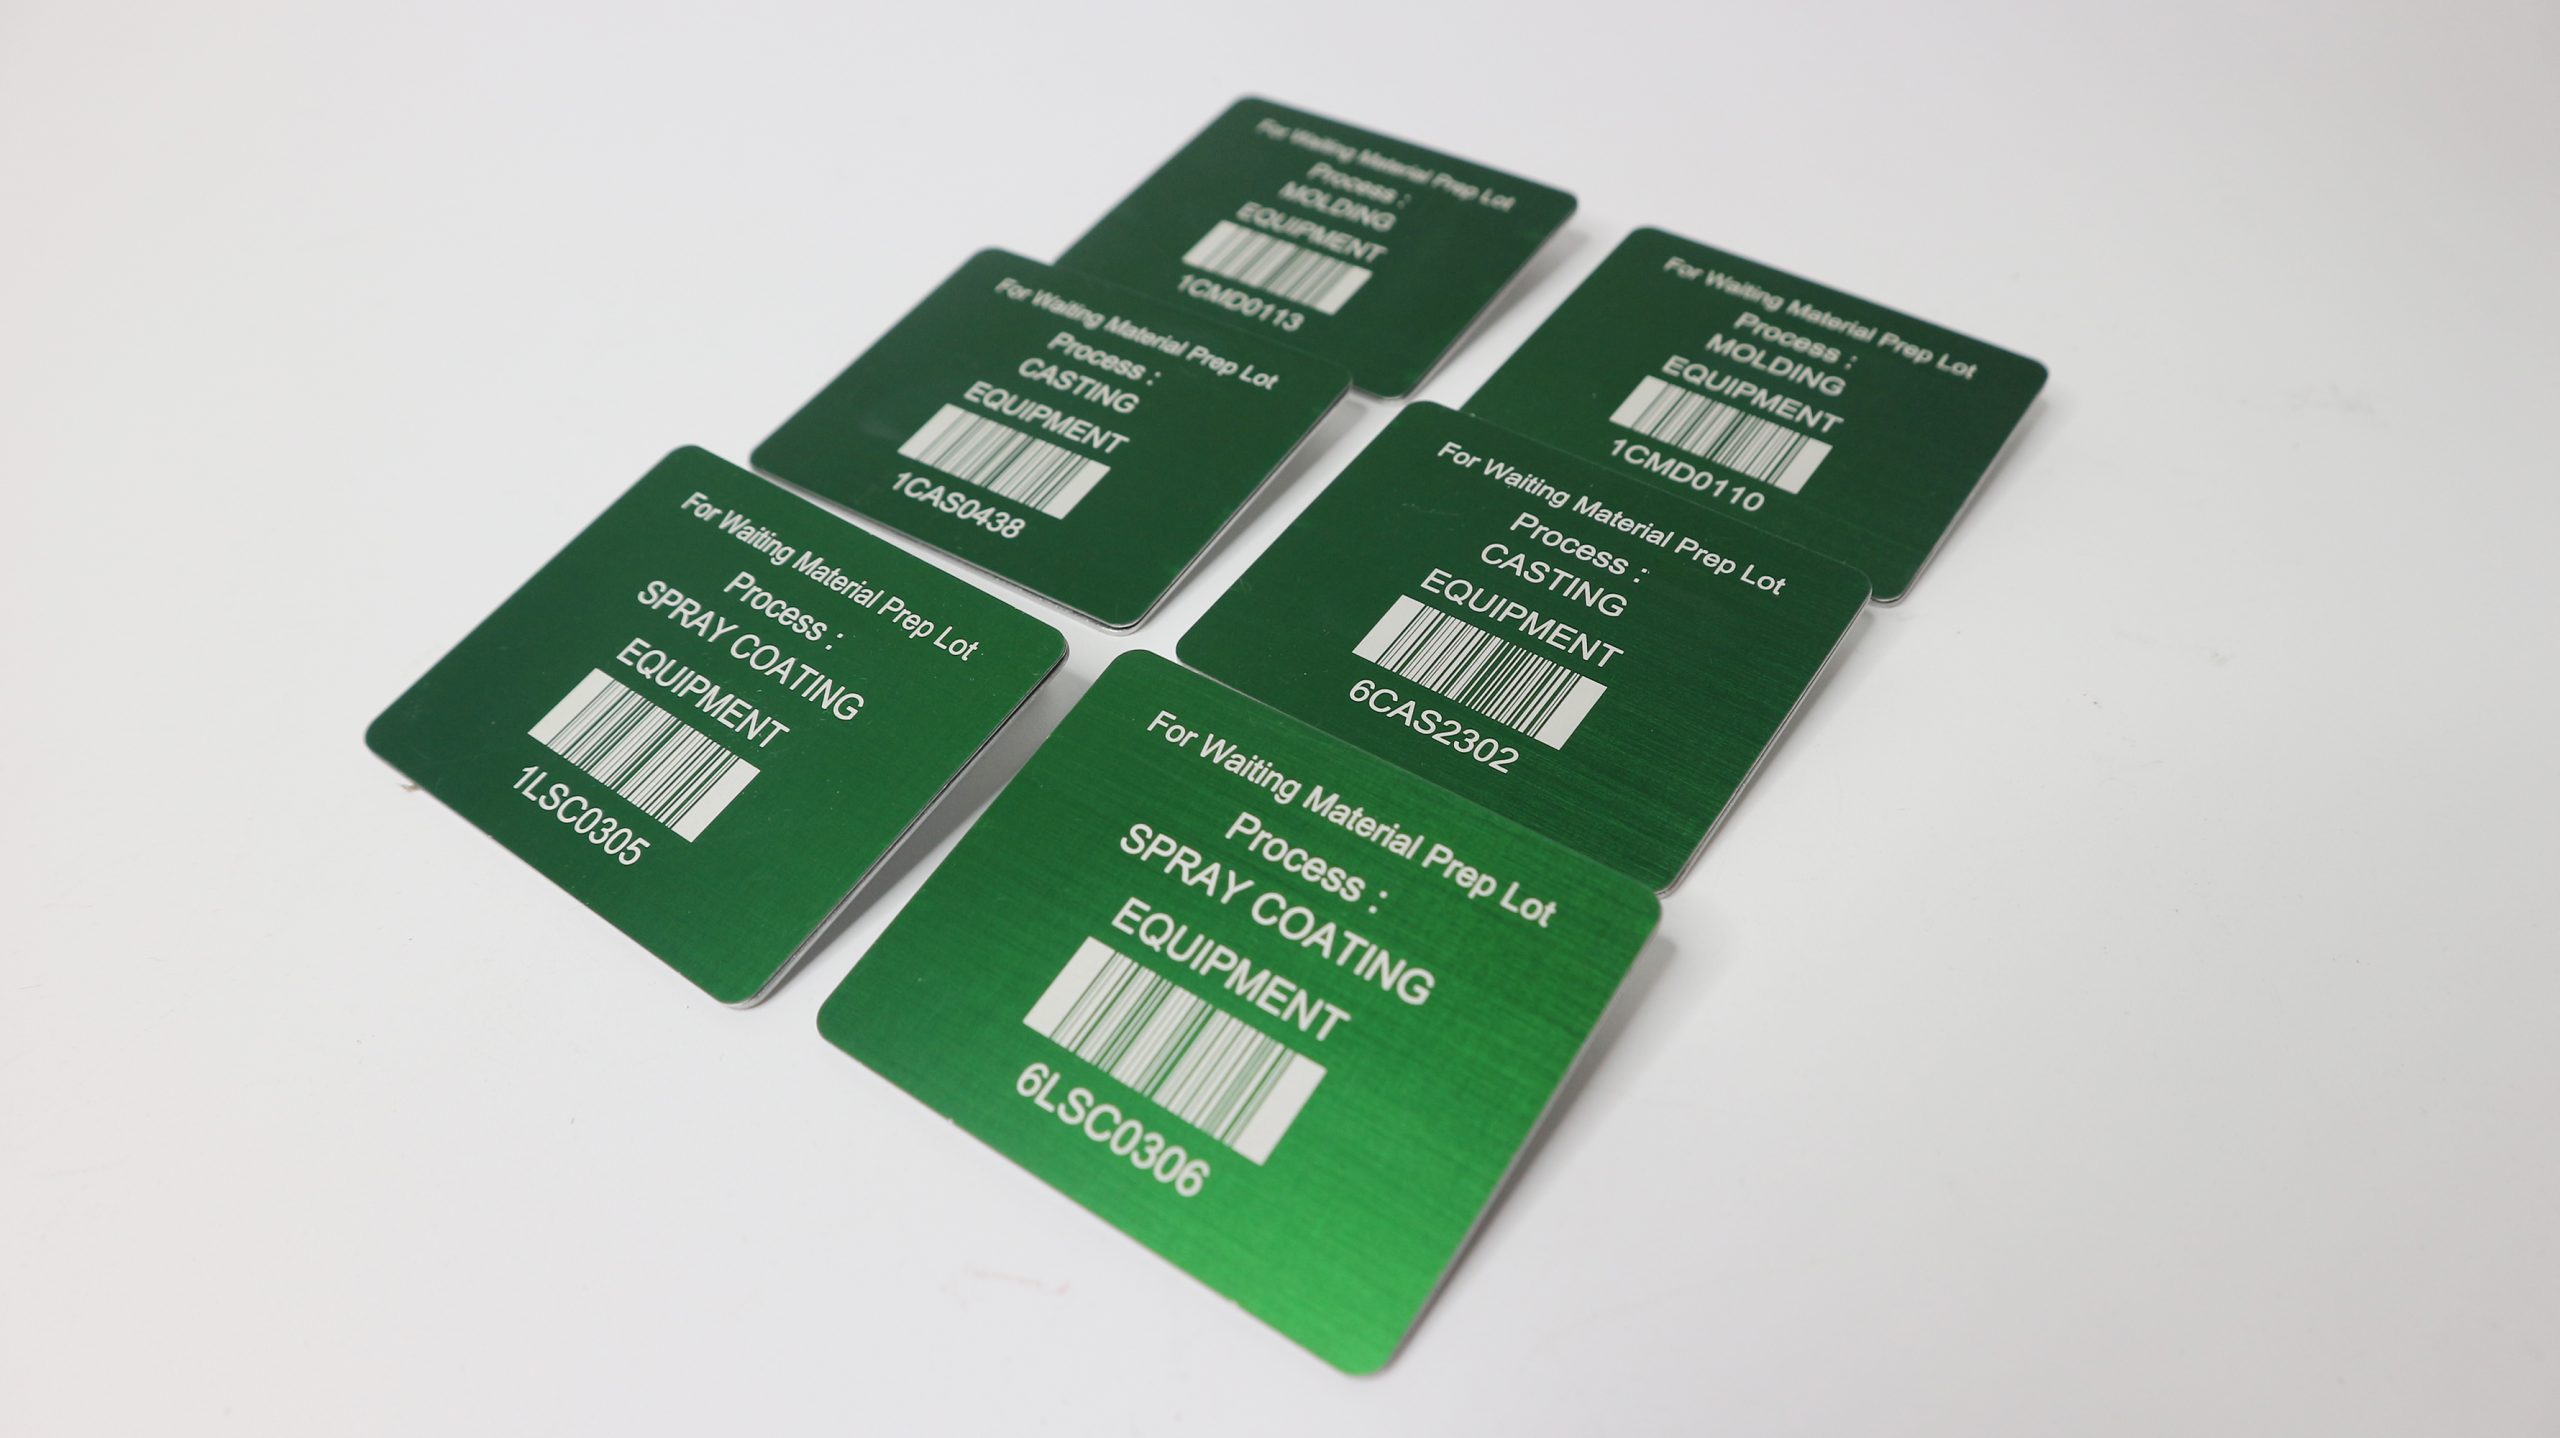 For Waiting Material Prep Lot
Process :
MOLDING
EQUIPMENT
1CMD0113
For Waiting Material Prep Lot
Process :
MOLDING
EQUIPMENT
1CMD0110
For Waiting Material Prep Lot
Process :
CASTING
EQUIPMENT
1CAS0438
For Waiting Material Prep Lot
Process :
CASTING
EQUIPMENT
6CAS2302
For Waiting Material Prep Lot
Process :
SPRAY COATING
EQUIPMENT
1LSC0305
For Waiting Material Prep Lot
Process :
SPRAY COATING
EQUIPMENT
6LSC0306